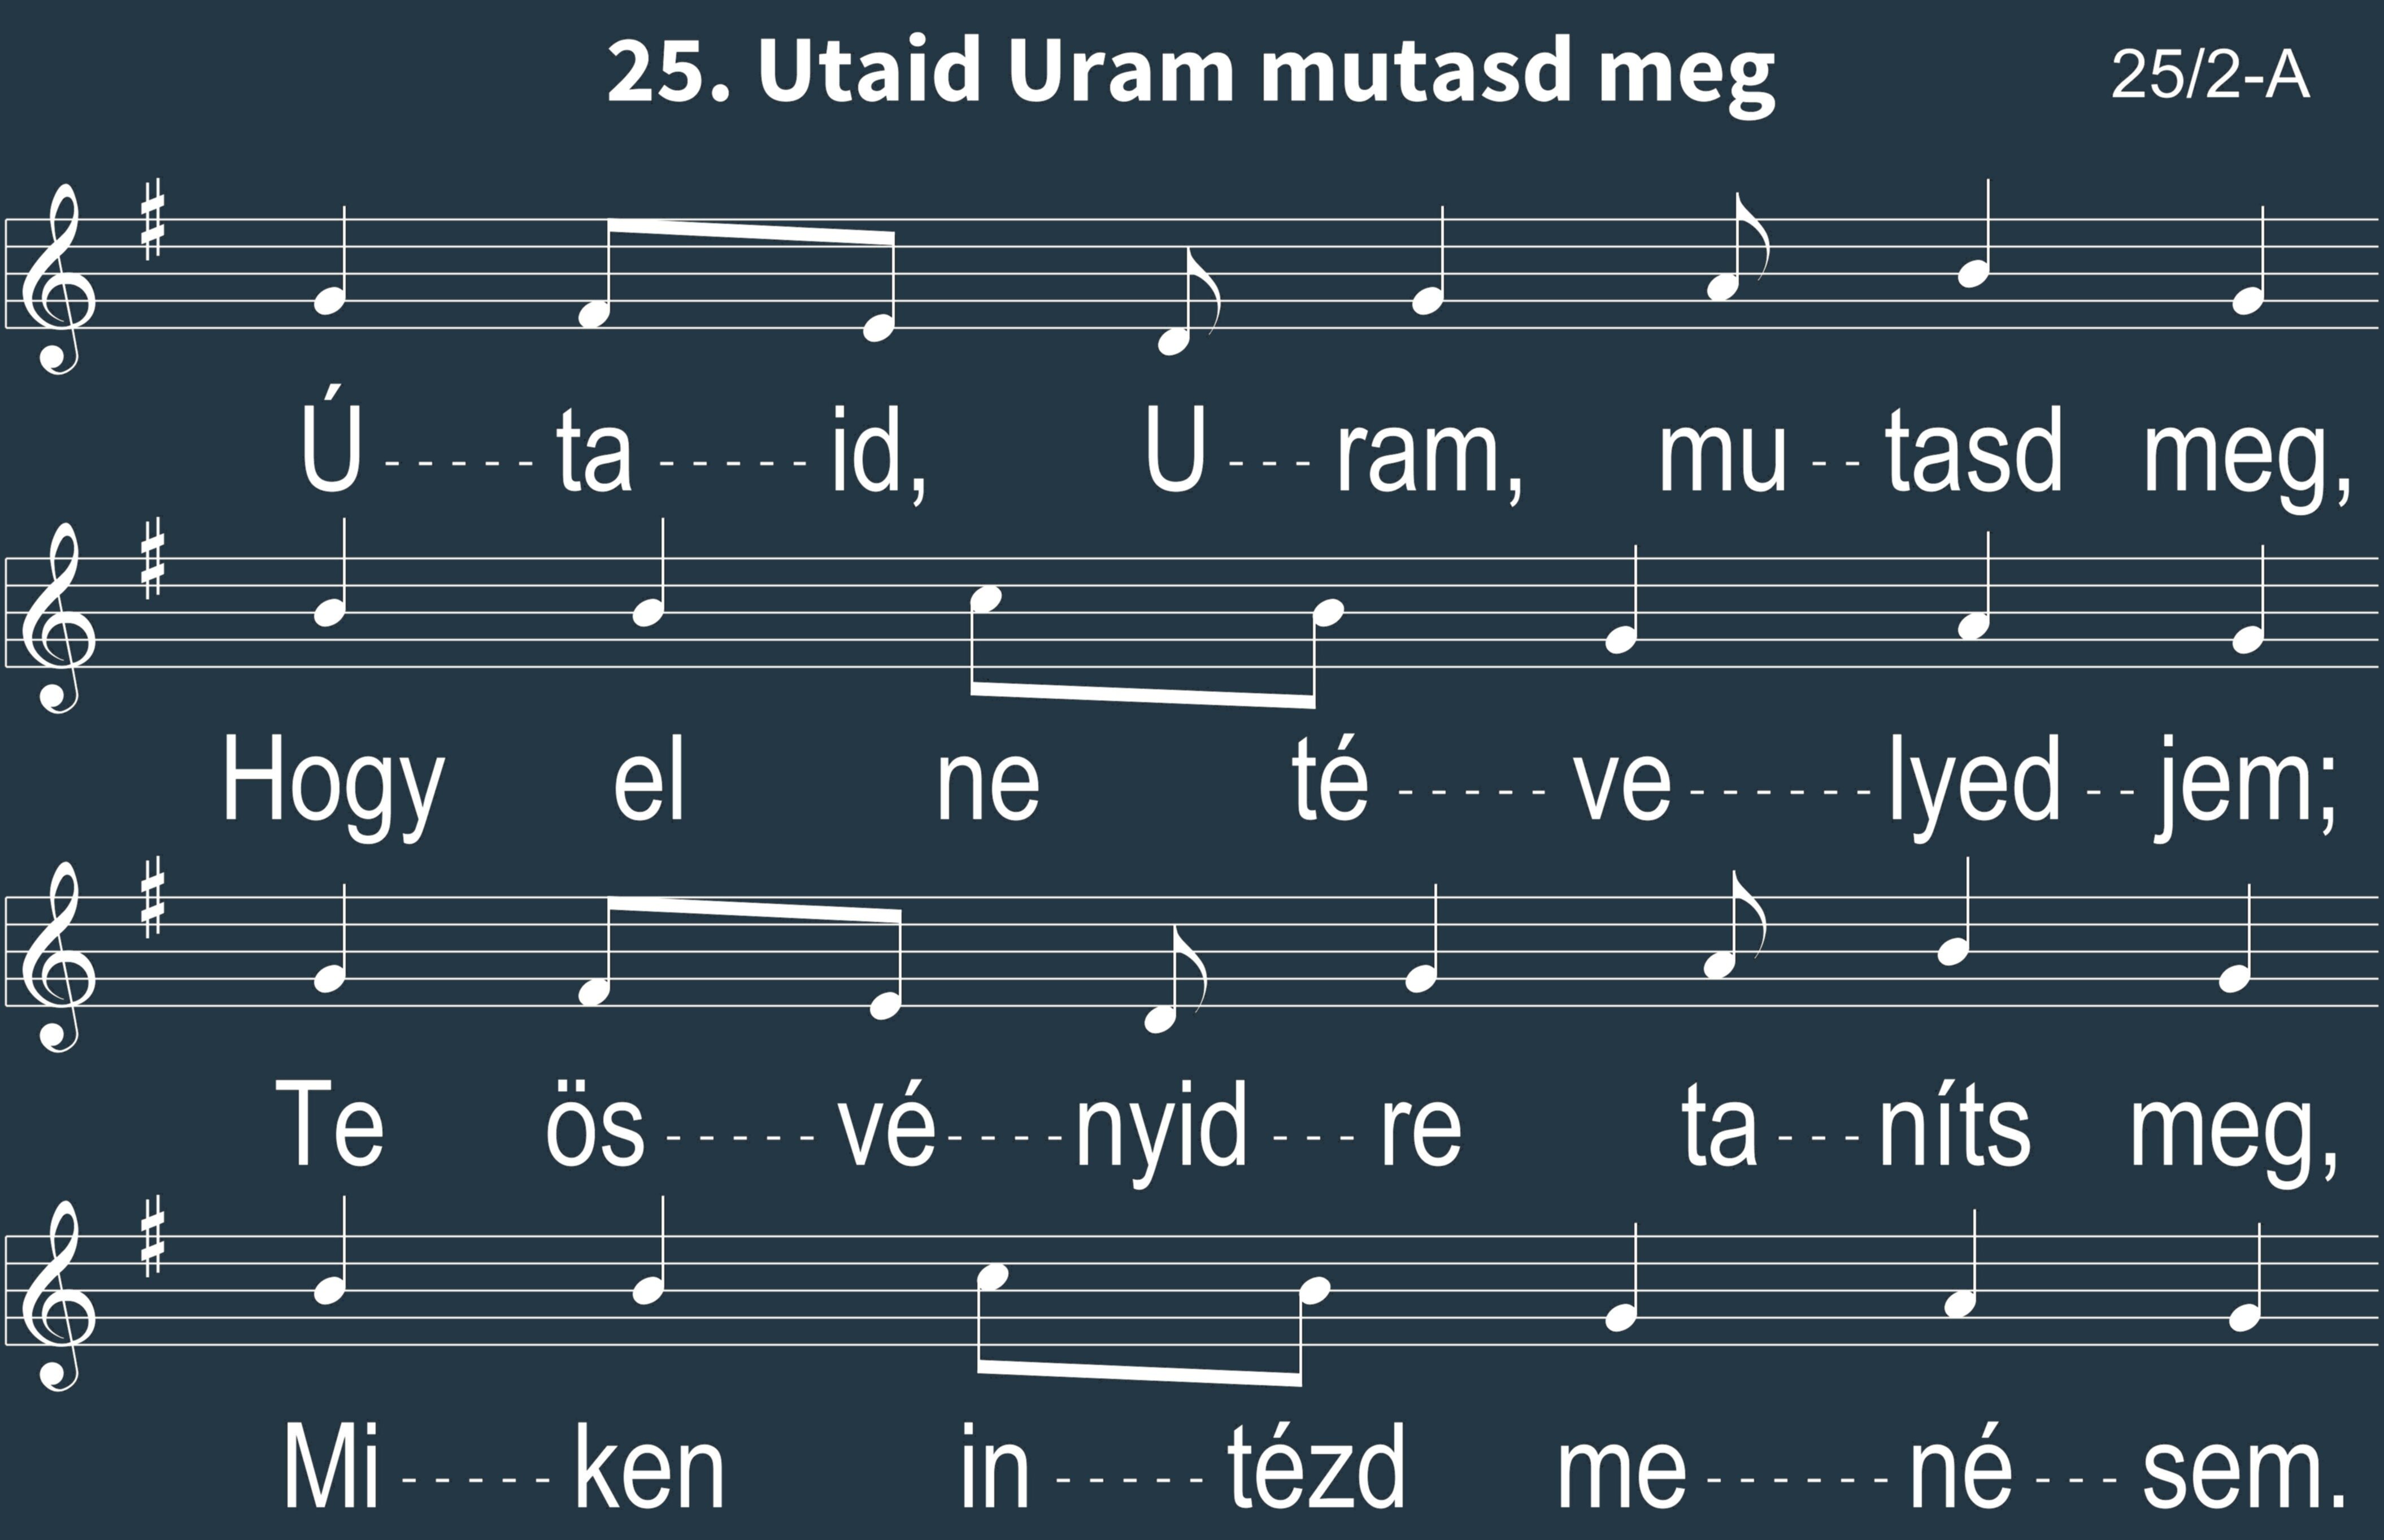 25. Utaid Uram mutasd meg 25/2-A
Ú-----ta-----id, U---ram, mu--tasd meg,
Hogy el ne té-----ve------lyed--jem;
Te ös-----vé----nyid---re ta---níts meg,
Mi-----ken in-----tézd me------né---sem.